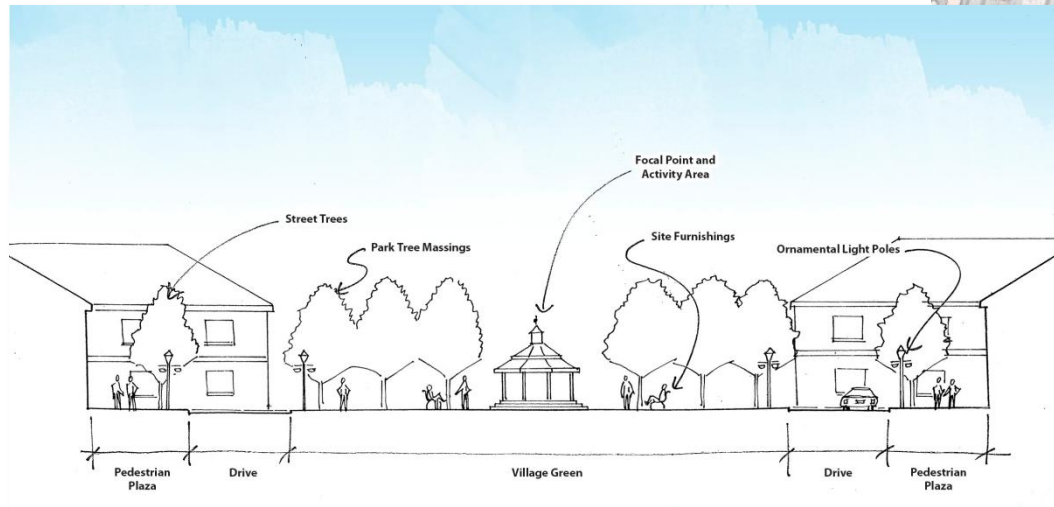 Focal Point and
Activity Area
Street Trees
Park Tree Massings
Site Furnishings
Ornamental Light Poles
Pedestrian
Plaza
Drive
Village Green
Drive
Pedestrian
Plaza